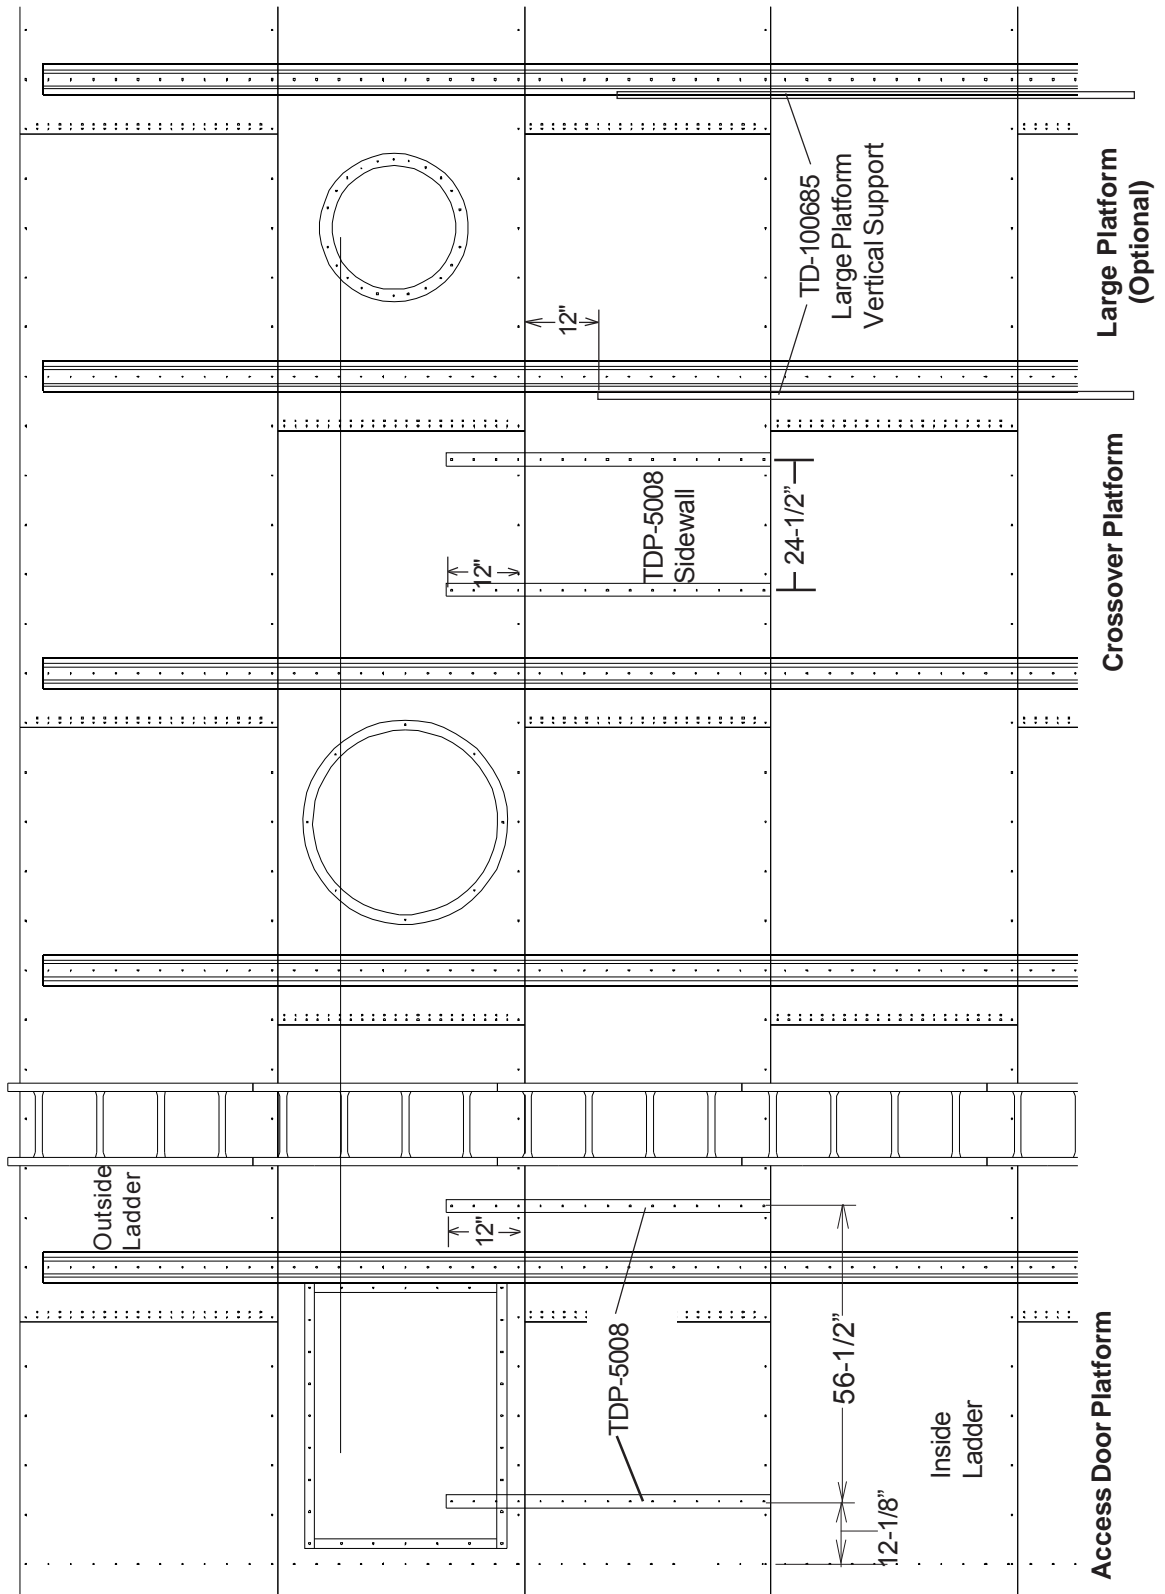 Outside
Ladder
12"
TDP-5008
56-1/2”
12-1/8”
Inside
Ladder
Access Door Platform
12"
TDP-5008
Sidewall
24-1/2”
Crossover Platform
12"
TD-100685
Large Platform
Vertical Support
Large Platform
(Optional)